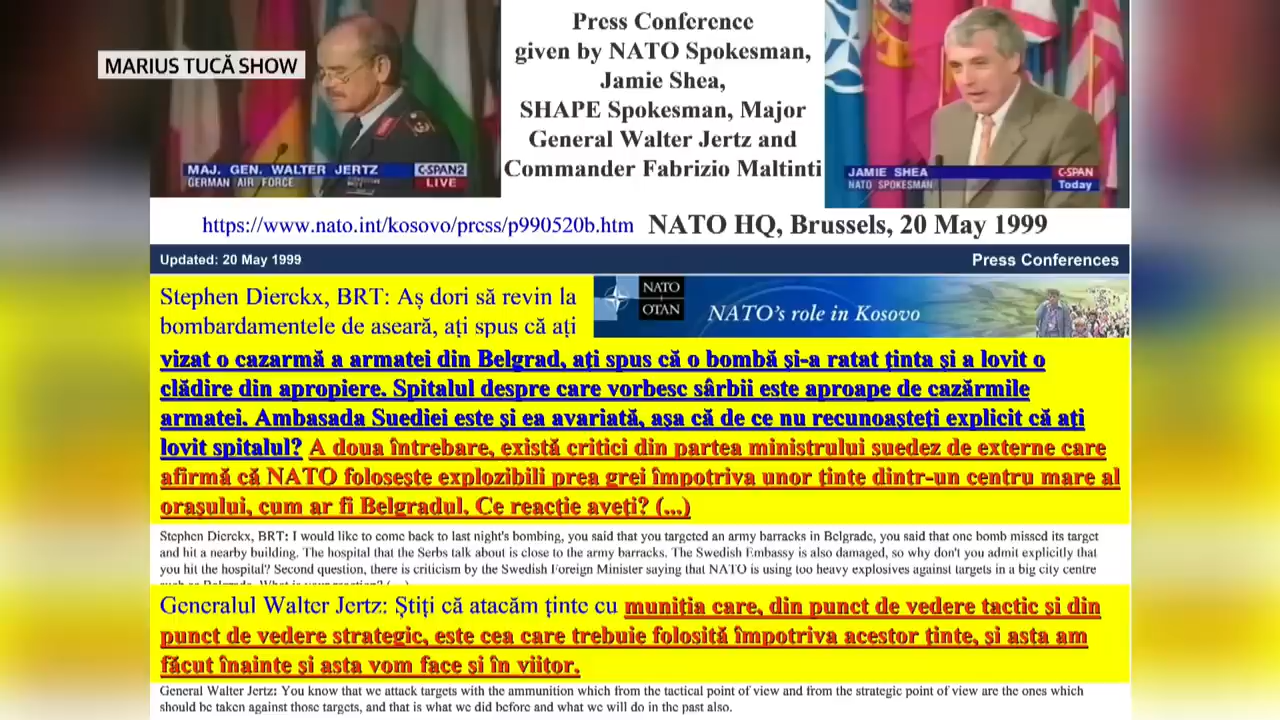 MARIUS TUCĂ SHOW
MAJ. GEN. WALTER JERTZ
GERMAN AIR FORCE
C-SPAN2
LIVE
Press Conference
given by NATO Spokesman,
Jamie Shea,
SHAPE Spokesman, Major
General Walter Jertz and
Commander Fabrizio Maltinti
JAMIE SHEA
NATO SPOKESMAN
C-SPAN
Today
https://www.nato.int/kosovo/press/p990520b.htm NATO HQ, Brussels, 20 May 1999
Updated: 20 May 1999 Press Conferences
NATO
OTAN
NATO's role in Kosovo
Stephen Dierckx, BRT: Aș dori să revin la
bombardamentele de aseară, ați spus că ați
vizat o cazarmă a armatei din Belgrad, ați spus că o bombă și-a ratat ținta și a lovit o
clădire din apropiere. Spitalul despre care vorbesc sârbii este aproape de cazărmile
armatei. Ambasada Suediei este și ea avariată, așa că de ce nu recunoașteți explicit că ați
lovit spitalul? A doua întrebare, există critici din partea ministrului suedez de externe care
afirmă că NATO folosește explozibili prea grei împotriva unor ținte dintr-un centru mare al
orașului, cum ar fi Belgradul. Ce reacție aveți? (...)
Stephen Dierckx, BRT: I would like to come back to last night's bombing, you said that you targeted an army barracks in Belgrade, you said that one bomb missed its target
and hit a nearby building. The hospital that the Serbs talk about is close to the army barracks. The Swedish Embassy is also damaged, so why don't you admit explicitly that
you hit the hospital? Second question, there is criticism by the Swedish Foreign Minister saying that NATO is using too heavy explosives against targets in a big city centre
such as Belgrade. What is your reaction? (...)
Generalul Walter Jertz: Știți că atacăm ținte cu muniția care, din punct de vedere tactic și din
punct de vedere strategic, este cea care trebuie folosită împotriva acestor ținte, și asta am
făcut înainte și asta vom face și în viitor.
General Walter Jertz: You know that we attack targets with the ammunition which from the tactical point of view and from the strategic point of view are the ones which
should be taken against those targets, and that is what we did before and what we will do in the past also.